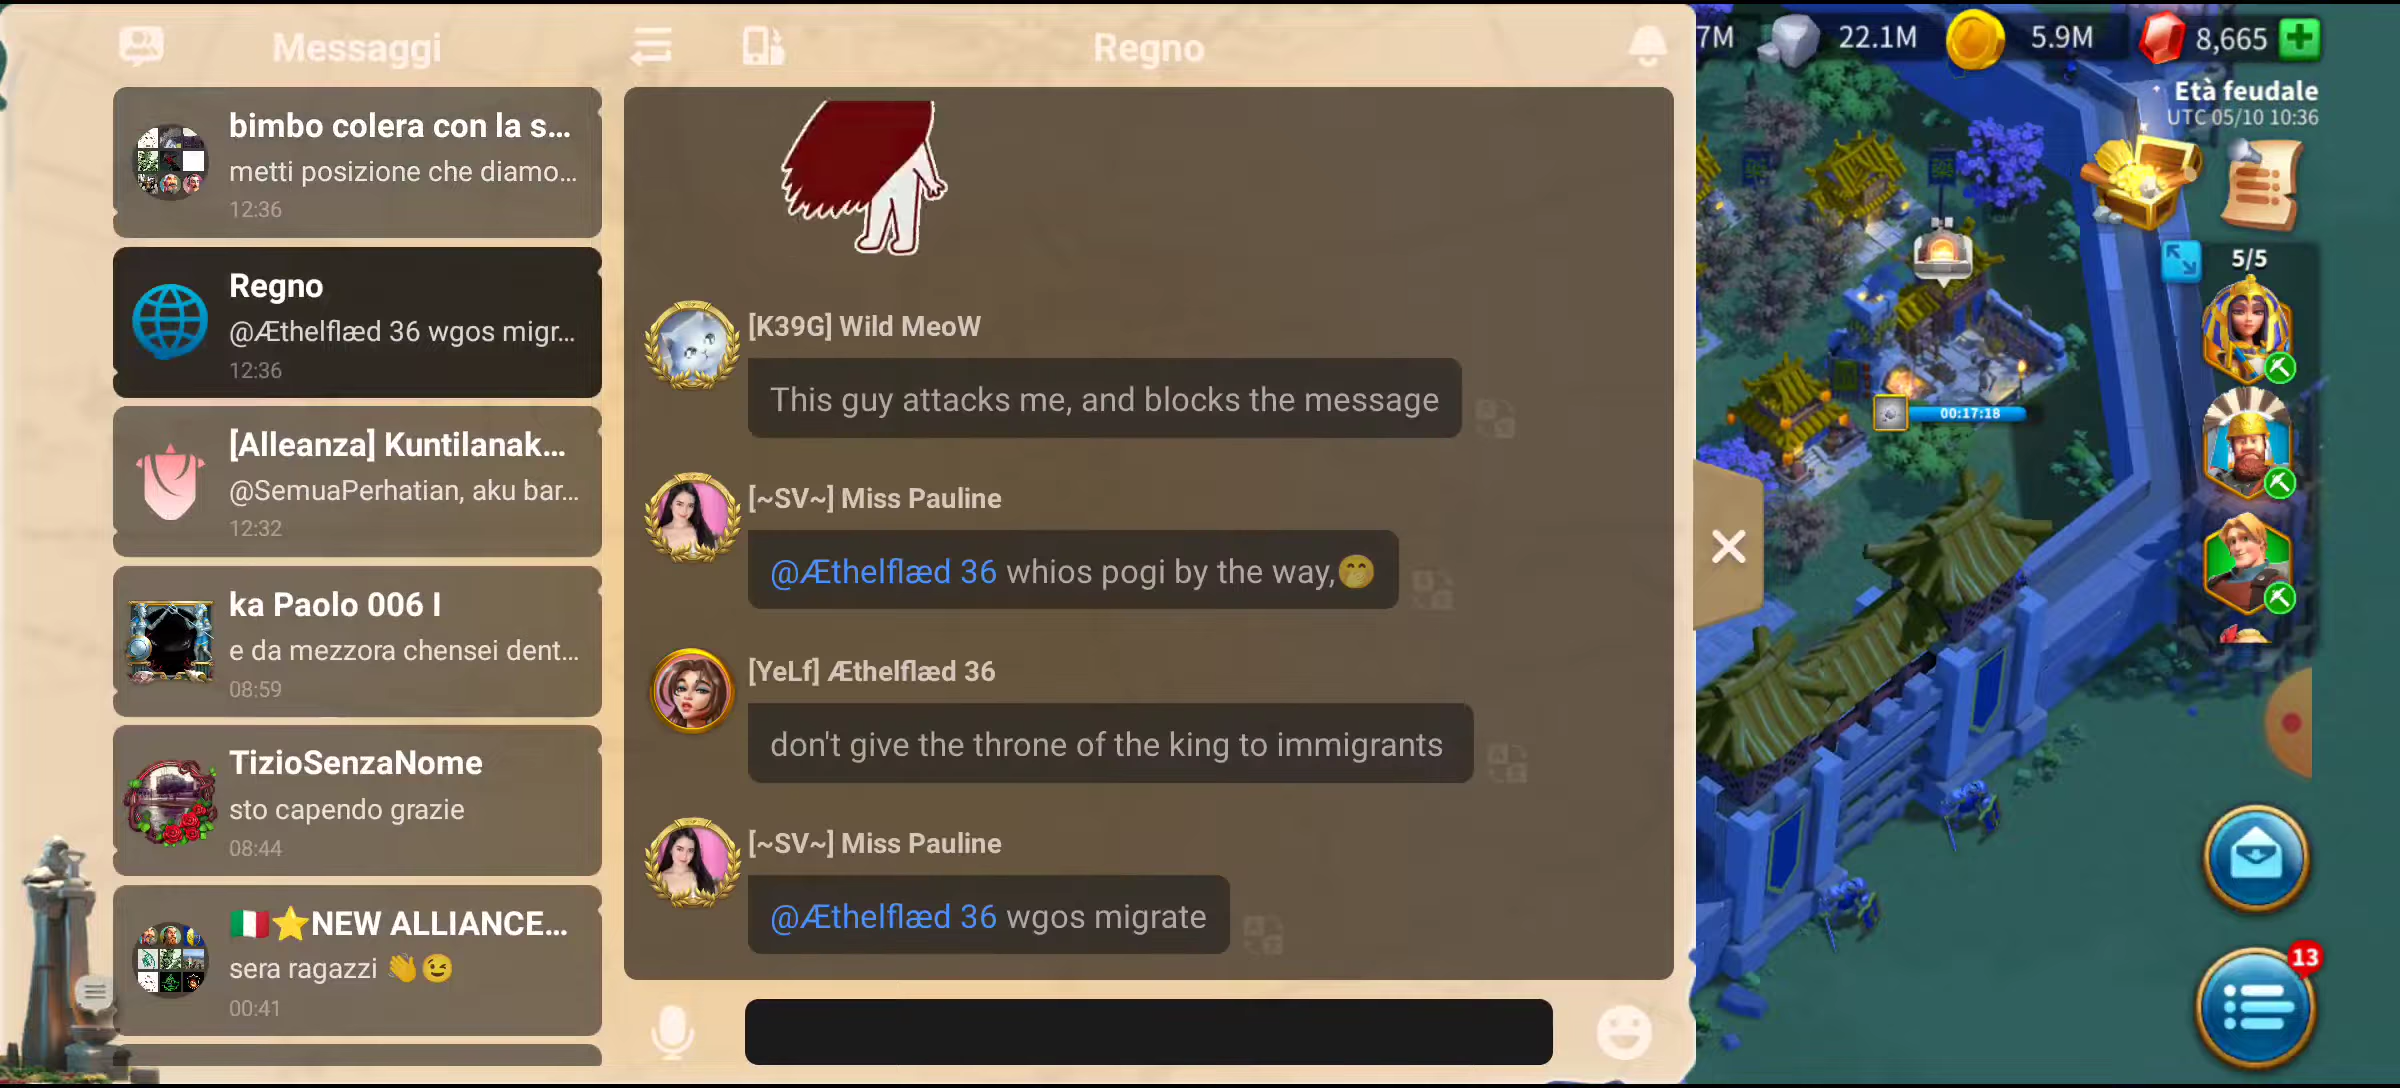 Messaggi
bimbo colera con la s...
metti posizione che diamo...
12:36
Regno
@Æthelflæd 36 wgos migr...
12:36
[Alleanza] Kuntilanak...
@SemuaPerhatian, aku bar...
12:32
ka Paolo 006 I
e da mezzora chensei dent...
08:59
TizioSenzaNome
sto capendo grazie
08:44
🇮🇹⭐NEW ALLIANCE...
sera ragazzi 👋😉
00:41
Regno
[K39G] Wild MeoW
This guy attacks me, and blocks the message
[~SV~] Miss Pauline
@Æthelflæd 36 whios pogi by the way,🤭
[YeLf] Æthelflæd 36
don't give the throne of the king to immigrants
[~SV~] Miss Pauline
@Æthelflæd 36 wgos migrate
7M 22.1M 5.9M 8,665
Età feudale
UTC 05/10 10:36
5/5
00:17:18
13